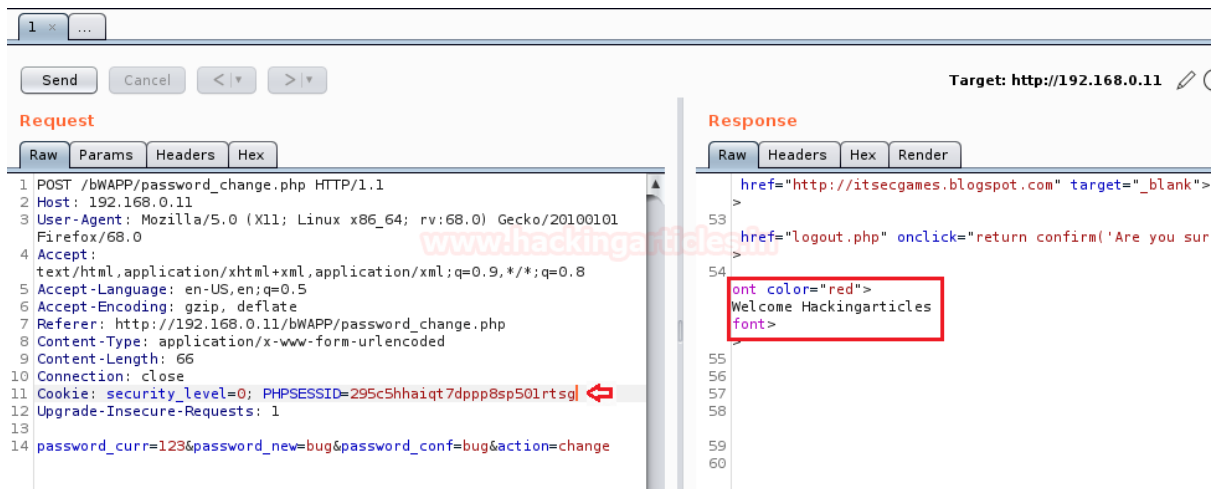 1 × ...
Send Cancel < > Target: http://192.168.0.11
Request
Raw Params Headers Hex
1 POST /bWAPP/password_change.php HTTP/1.1
2 Host: 192.168.0.11
3 User-Agent: Mozilla/5.0 (X11; Linux x86_64; rv:68.0) Gecko/20100101
Firefox/68.0
4 Accept:
text/html,application/xhtml+xml,application/xml;q=0.9,*/*;q=0.8
5 Accept-Language: en-US,en;q=0.5
6 Accept-Encoding: gzip, deflate
7 Referer: http://192.168.0.11/bWAPP/password_change.php
8 Content-Type: application/x-www-form-urlencoded
9 Content-Length: 66
10 Connection: close
11 Cookie: security_level=0; PHPSESSID=295c5hhaiqt7dppp8sp501rtsg
12 Upgrade-Insecure-Requests: 1
13
14 password_curr=123&password_new=bug&password_conf=bug&action=change
Response
Raw Headers Hex Render
href="http://itsecgames.blogspot.com" target="_blank">
>
53
href="logout.php" onclick="return confirm('Are you sur
>
54
ont color="red">
Welcome Hackingarticles
font>
>
55
56
57
58
59
60
www.hackingarticles.in